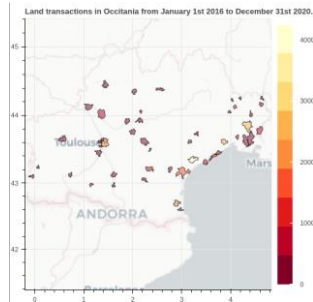 Land transactions in Occitania from January 1st 2016 to December 31st 2020.
45
44
43
42
0
1
2
3
4
4000
3000
2000
1000
0
Toulouse
Mars
ANDORRA
Barcelona